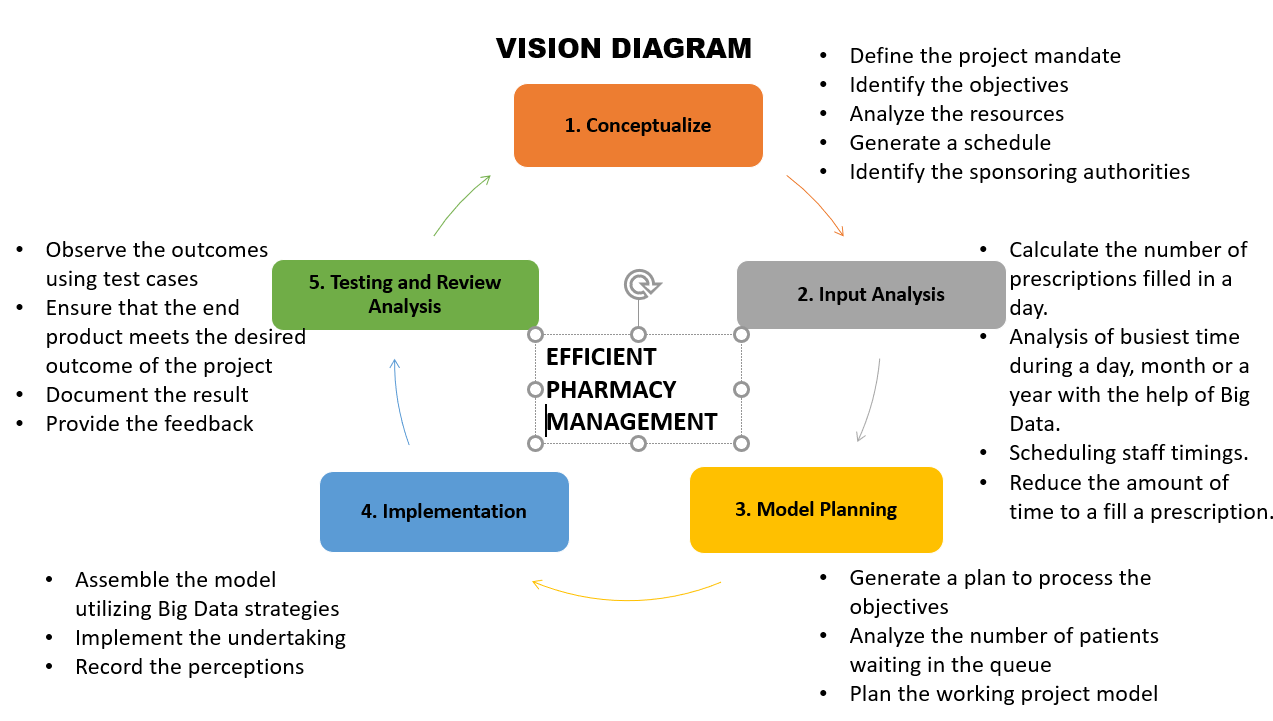 VISION DIAGRAM
• Define the project mandate
• Identify the objectives
• Analyze the resources
• Generate a schedule
• Identify the sponsoring authorities
1. Conceptualize
2. Input Analysis
• Calculate the number of
prescriptions filled in a
day.
• Analysis of busiest time
during a day, month or a
year with the help of Big
Data.
• Scheduling staff timings.
• Reduce the amount of
time to a fill a prescription.
3. Model Planning
• Generate a plan to process the
objectives
• Analyze the number of patients
waiting in the queue
• Plan the working project model
4. Implementation
• Assemble the model
utilizing Big Data strategies
• Implement the undertaking
• Record the perceptions
5. Testing and Review
Analysis
• Observe the outcomes
using test cases
• Ensure that the end
product meets the desired
outcome of the project
• Document the result
• Provide the feedback
EFFICIENT
PHARMACY
MANAGEMENT